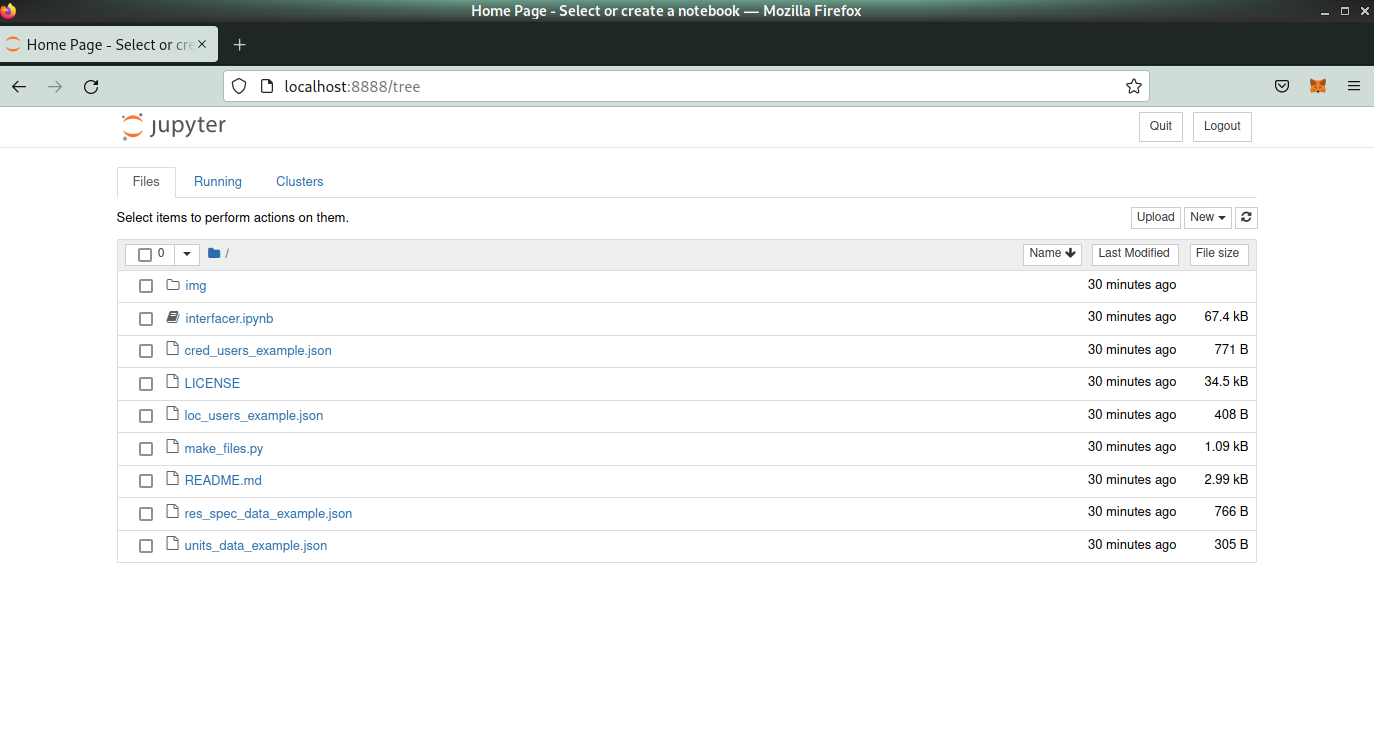 Home Page - Select or create a notebook — Mozilla Firefox
Home Page - Select or cre
localhost:8888/tree
jupyter
Quit
Logout
Files
Running
Clusters
Select items to perform actions on them.
Upload
New
0
/
Name
Last Modified
File size
img
30 minutes ago
interfacer.ipynb
30 minutes ago
67.4 kB
cred_users_example.json
30 minutes ago
771 B
LICENSE
30 minutes ago
34.5 kB
loc_users_example.json
30 minutes ago
408 B
make_files.py
30 minutes ago
1.09 kB
README.md
30 minutes ago
2.99 kB
res_spec_data_example.json
30 minutes ago
766 B
units_data_example.json
30 minutes ago
305 B